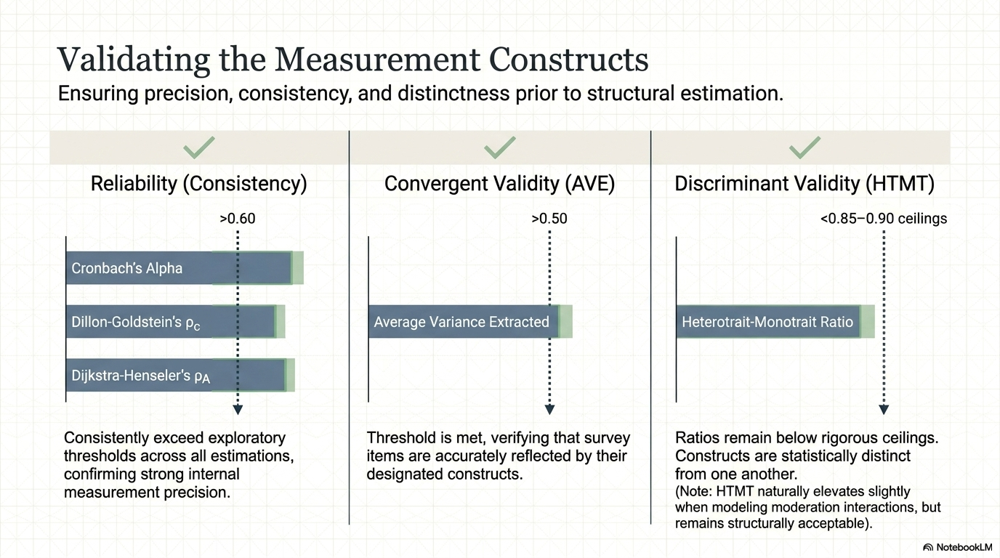 Validating the Measurement Constructs
Ensuring precision, consistency, and distinctness prior to structural estimation.
Reliability (Consistency)
>0.60
Cronbach's Alpha
Dillon-Goldstein's ρc
Dijkstra-Henseler's ρA
Consistently exceed exploratory
thresholds across all estimations,
confirming strong internal
measurement precision.
Convergent Validity (AVE)
>0.50
Average Variance Extracted
Threshold is met, verifying that survey
items are accurately reflected by their
designated constructs.
Discriminant Validity (HTMT)
<0.85–0.90 ceilings
Heterotrait-Monotrait Ratio
Ratios remain below rigorous ceilings.
Constructs are statistically distinct
from one another.
(Note: HTMT naturally elevates slightly
when modeling moderation interactions, but
remains structurally acceptable).
NotebookLM